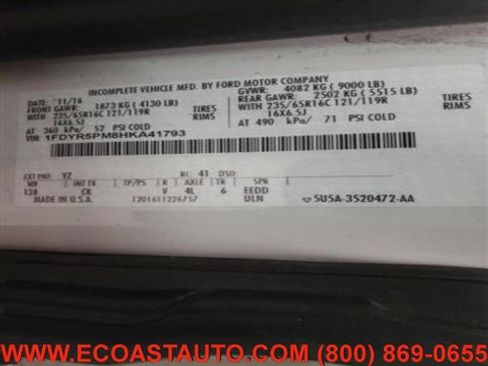 INCOMPLETE VEHICLE MFD. BY FORD MOTOR COMPANY
DATE: 11/16 GVWR: 4082 KG ( 9000 LB)
FRONT GAWR: 1873 KG ( 4130 LB) REAR GAWR: 2502 KG ( 5515 LB)
WITH 235/65R16C 121/119R TIRES WITH 235/65R16C 121/119R TIRES
16X6.5J RIMS 16X6.5J RIMS
AT 360 kPa/ 52 PSI COLD AT 490 kPa/ 71 PSI COLD
VIN: 1FDYR5PM8HKA41793
EXT PNT: YZ RC: 41 DSO:
WB INT TR TP/PS R AXLE TR SPR
138 CK V 4L 6 EEDD
MADE IN U.S.A. ULN 5U5A-3520472-AA
WWW.ECOASTAUTO.COM (800) 869-0655